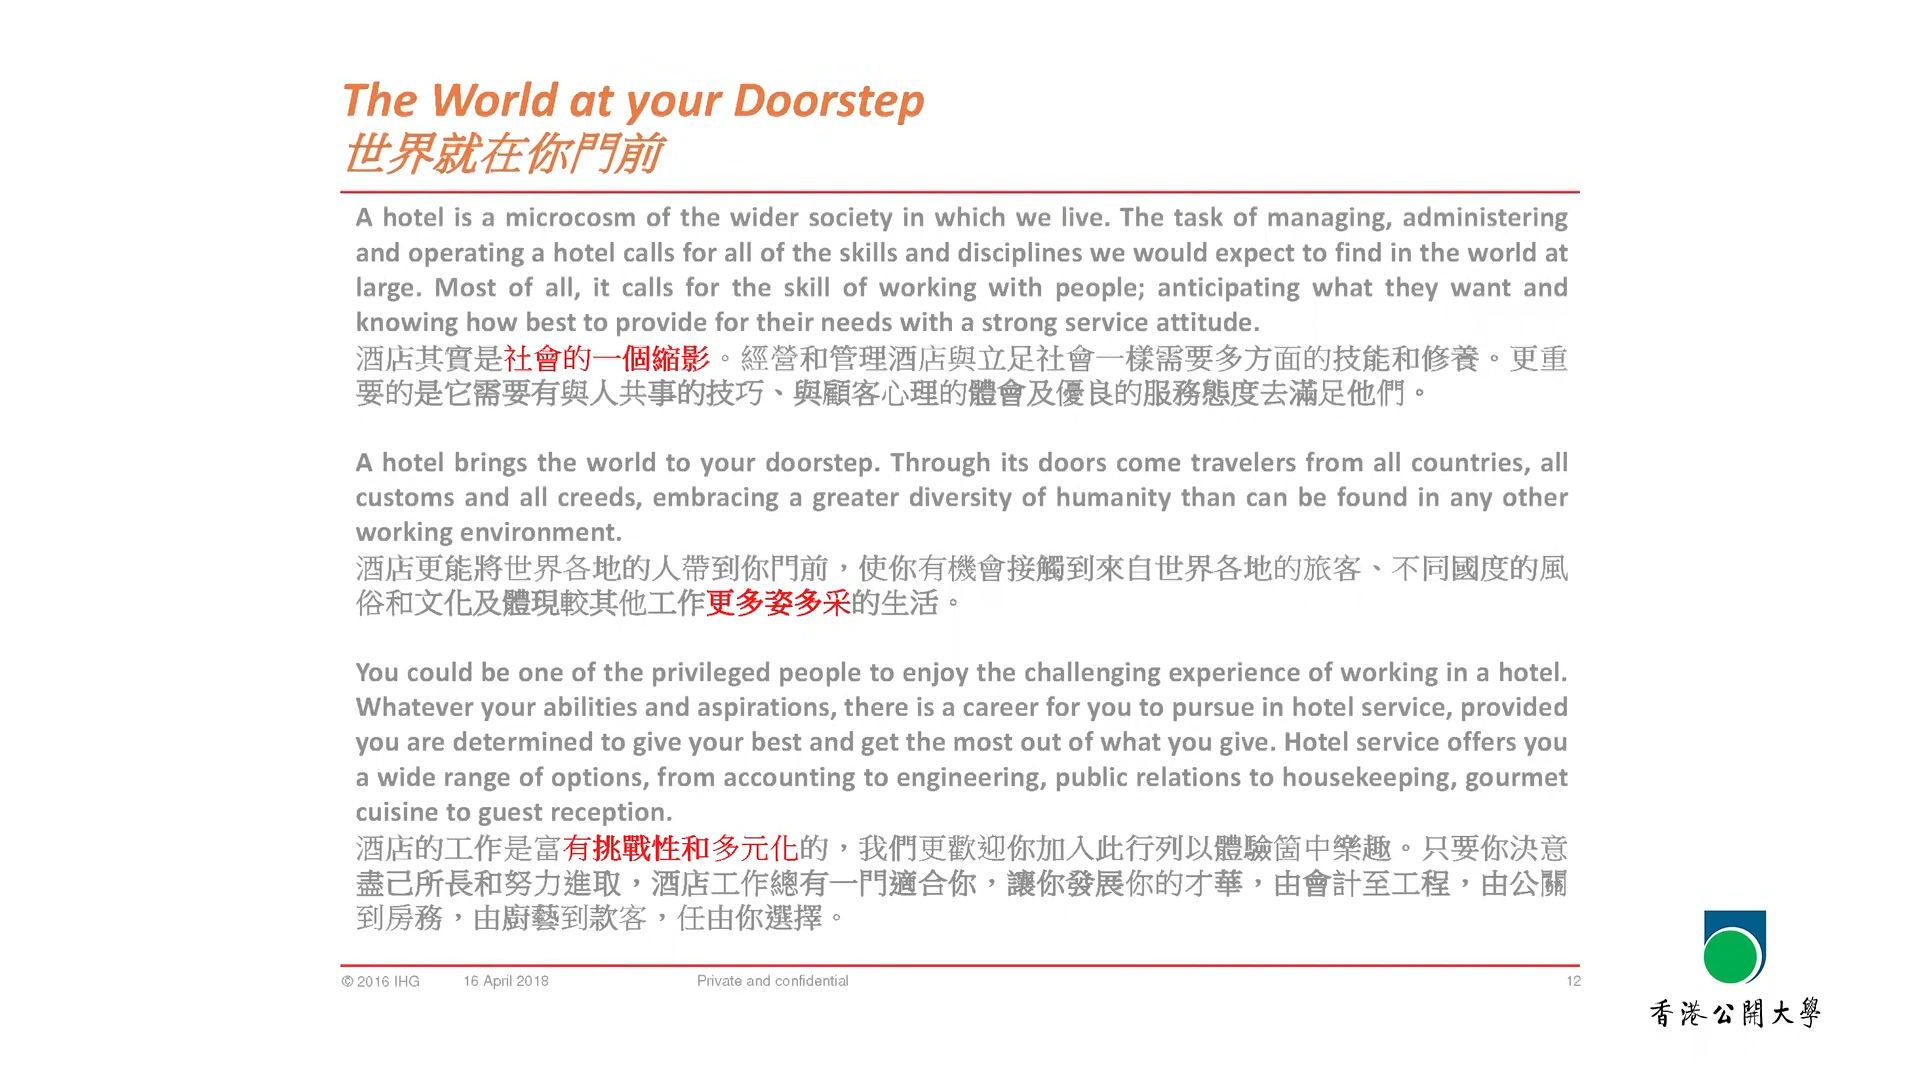 The World at your Doorstep
世界就在你門前
A hotel is a microcosm of the wider society in which we live. The task of managing, administering
and operating a hotel calls for all of the skills and disciplines we would expect to find in the world at
large. Most of all, it calls for the skill of working with people; anticipating what they want and
knowing how best to provide for their needs with a strong service attitude.
酒店其實是社會的一個縮影。經營和管理酒店與立足社會一樣需要多方面的技能和修養。更重
要的是它需要有與人共事的技巧、與顧客心理的體會及優良的服務態度去滿足他們。
A hotel brings the world to your doorstep. Through its doors come travelers from all countries, all
customs and all creeds, embracing a greater diversity of humanity than can be found in any other
working environment.
酒店更能將世界各地的人帶到你門前，使你有機會接觸到來自世界各地的旅客、不同國度的風
俗和文化及體現較其他工作更多姿多采的生活。
You could be one of the privileged people to enjoy the challenging experience of working in a hotel.
Whatever your abilities and aspirations, there is a career for you to pursue in hotel service, provided
you are determined to give your best and get the most out of what you give. Hotel service offers you
a wide range of options, from accounting to engineering, public relations to housekeeping, gourmet
cuisine to guest reception.
酒店的工作是富有挑戰性和多元化的，我們更歡迎你加入此行列以體驗箇中樂趣。只要你決意
盡己所長和努力進取，酒店工作總有一門適合你，讓你發展你的才華，由會計至工程，由公關
到房務，由廚藝到款客，任由你選擇。
© 2016 IHG 16 April 2018 Private and confidential 12
香港公開大學